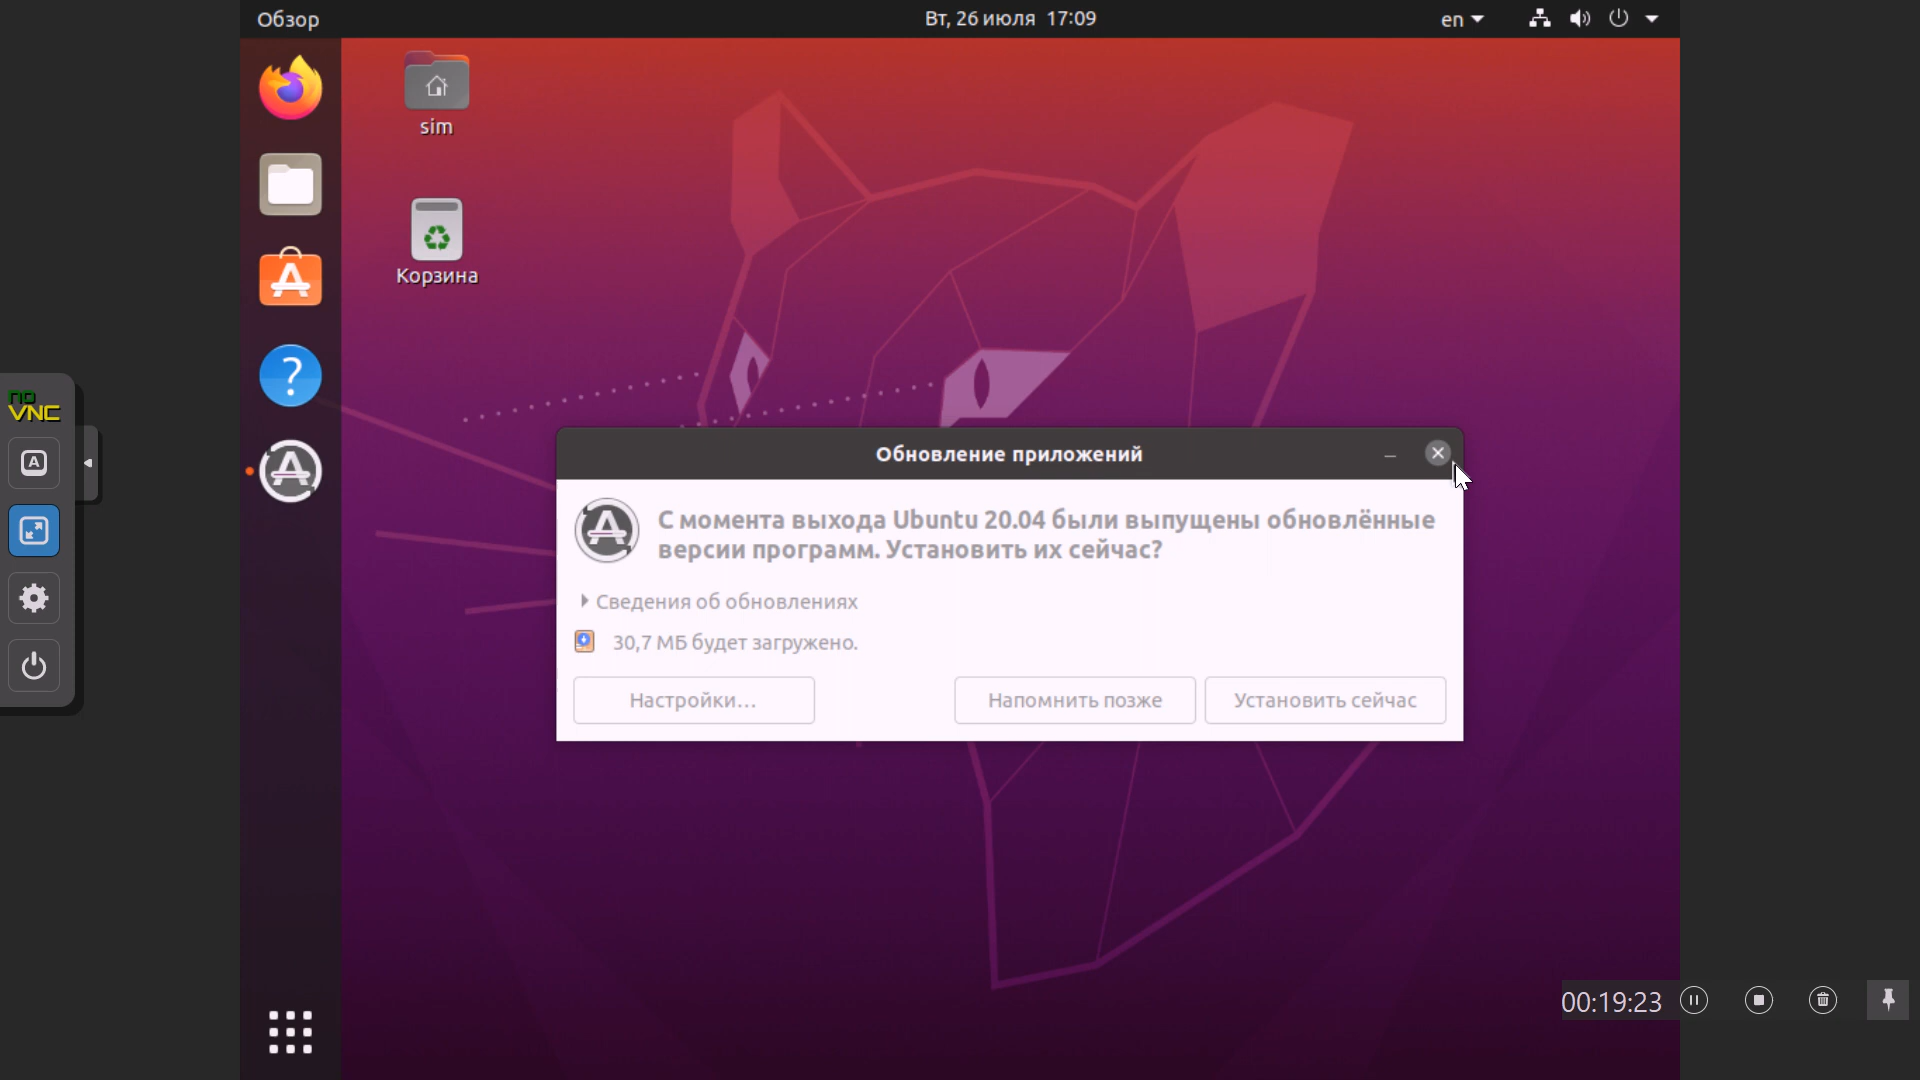 Обзор
Вт, 26 июля 17:09
en
sim
Корзина
no
VNC
A
Обновление приложений
С момента выхода Ubuntu 20.04 были выпущены обновлённые
версии программ. Установить их сейчас?
Сведения об обновлениях
30,7 МБ будет загружено.
Настройки...
Напомнить позже
Установить сейчас
00:19:23